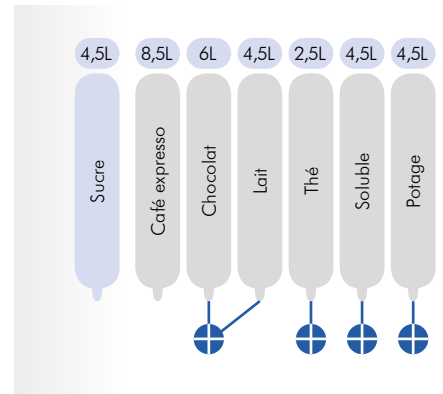 4,5L 8,5L 6L 4,5L 2,5L 4,5L 4,5L
Sucre
Café expresso
Chocolat
Lait
Thé
Soluble
Potage